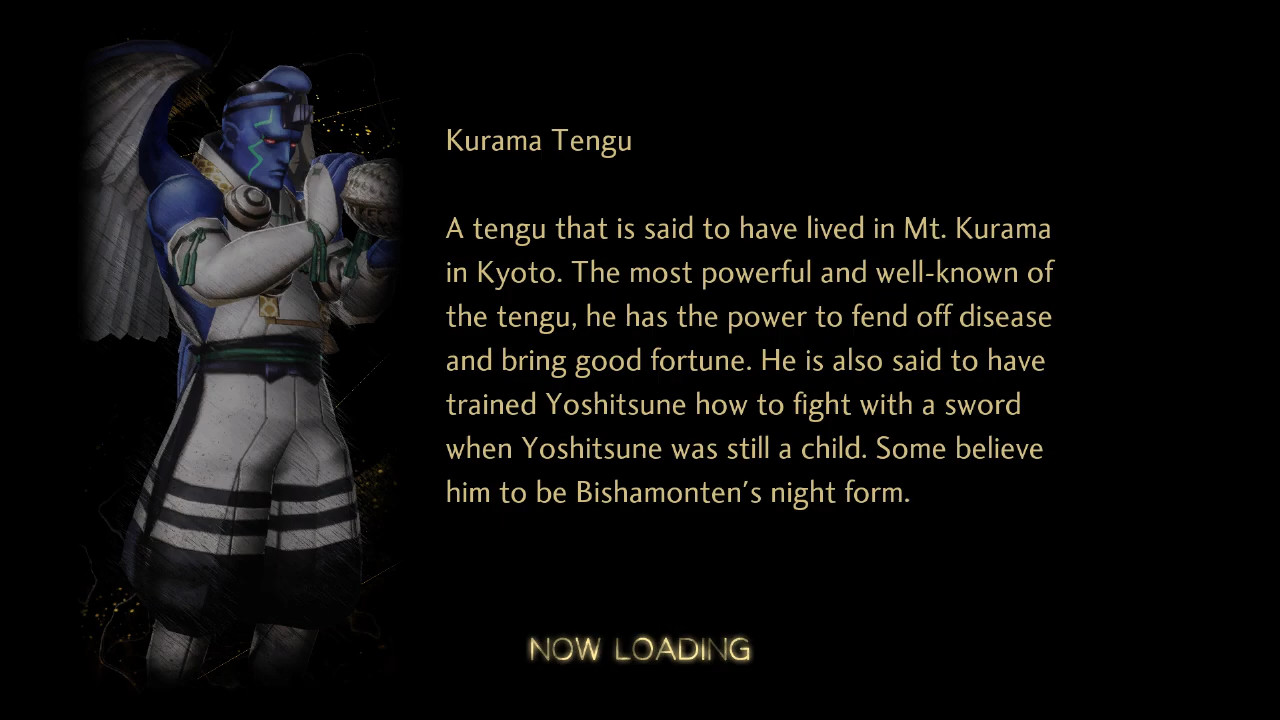 Kurama Tengu
A tengu that is said to have lived in Mt. Kurama
in Kyoto. The most powerful and well-known of
the tengu, he has the power to fend off disease
and bring good fortune. He is also said to have
trained Yoshitsune how to fight with a sword
when Yoshitsune was still a child. Some believe
him to be Bishamonten's night form.
NOW LOADING